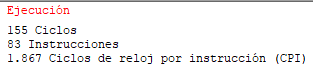 Ejecución
155 Ciclos
83 Instrucciones
1.867 Ciclos de reloj por instrucción (CPI)